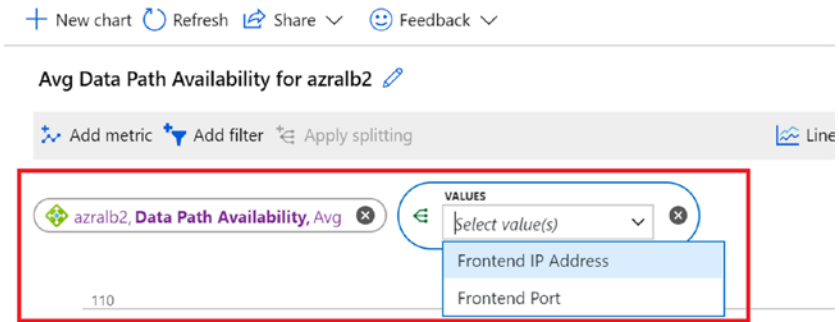 New chart Refresh Share Feedback
Avg Data Path Availability for azralb2
Add metric Add filter Apply splitting Line
azralb2, Data Path Availability, Avg
VALUES
Select value(s)
Frontend IP Address
Frontend Port
110